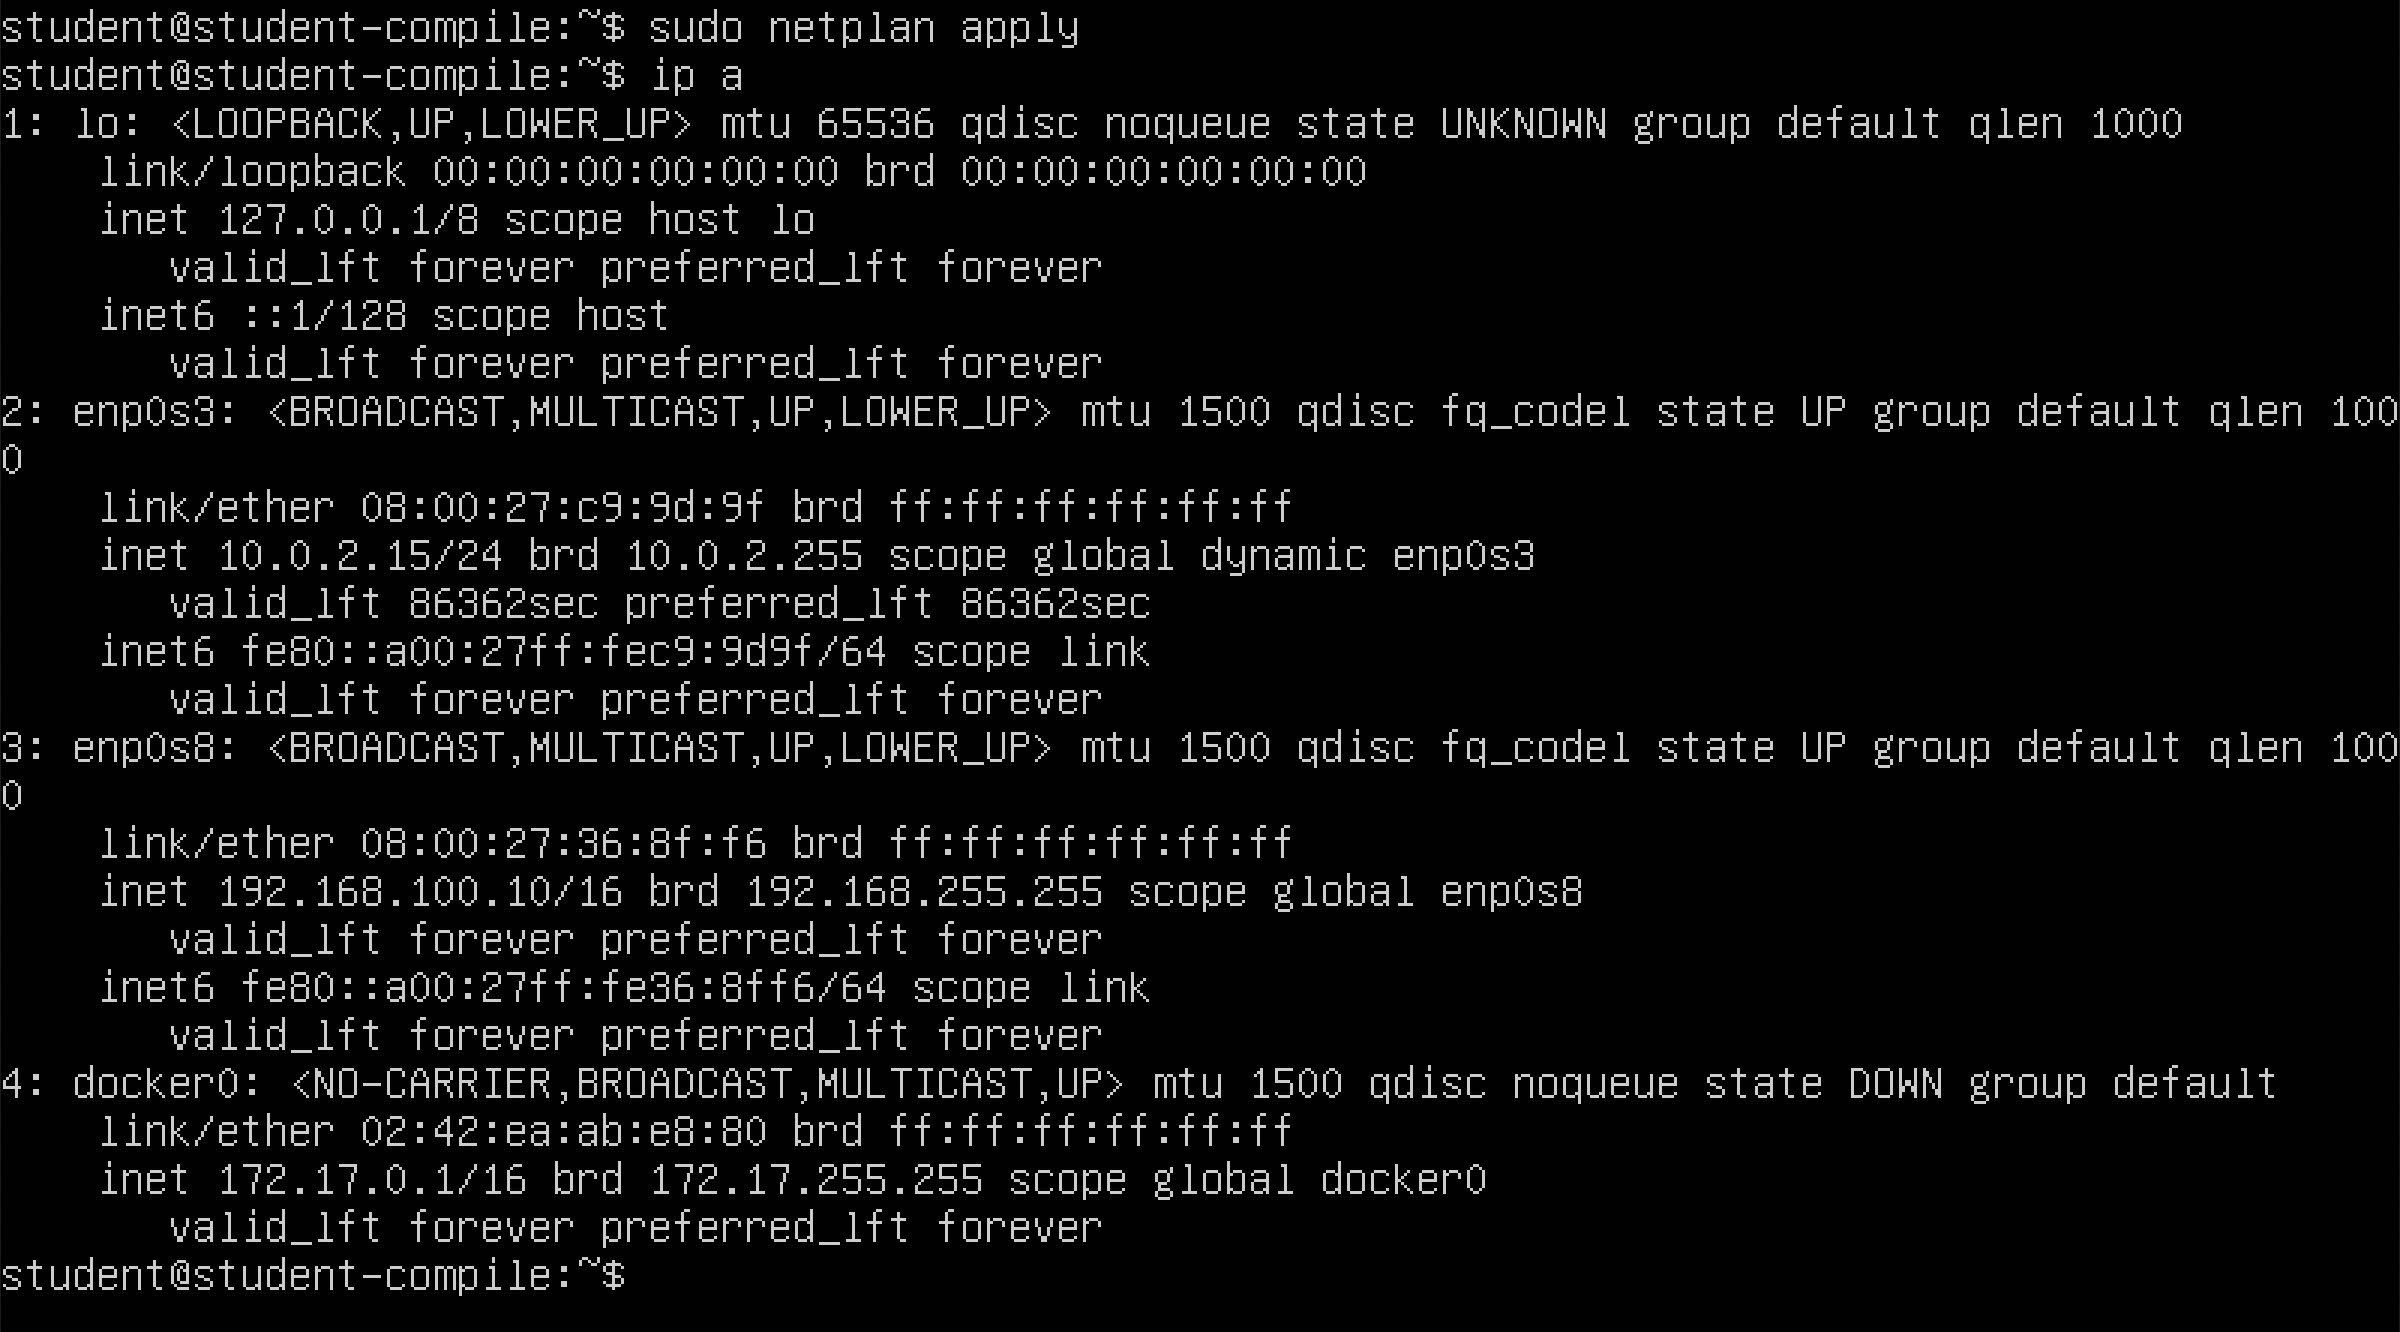 student@student-compile:~$ sudo netplan apply
student@student-compile:~$ ip a
1: lo: <LOOPBACK,UP,LOWER_UP> mtu 65536 qdisc noqueue state UNKNOWN group default qlen 1000
    link/loopback 00:00:00:00:00:00 brd 00:00:00:00:00:00
    inet 127.0.0.1/8 scope host lo
       valid_lft forever preferred_lft forever
    inet6 ::1/128 scope host
       valid_lft forever preferred_lft forever
2: enp0s3: <BROADCAST,MULTICAST,UP,LOWER_UP> mtu 1500 qdisc fq_codel state UP group default qlen 100
0
    link/ether 08:00:27:c9:9d:9f brd ff:ff:ff:ff:ff:ff
    inet 10.0.2.15/24 brd 10.0.2.255 scope global dynamic enp0s3
       valid_lft 86362sec preferred_lft 86362sec
    inet6 fe80::a00:27ff:fec9:9d9f/64 scope link
       valid_lft forever preferred_lft forever
3: enp0s8: <BROADCAST,MULTICAST,UP,LOWER_UP> mtu 1500 qdisc fq_codel state UP group default qlen 100
0
    link/ether 08:00:27:36:8f:f6 brd ff:ff:ff:ff:ff:ff
    inet 192.168.100.10/16 brd 192.168.255.255 scope global enp0s8
       valid_lft forever preferred_lft forever
    inet6 fe80::a00:27ff:fe36:8ff6/64 scope link
       valid_lft forever preferred_lft forever
4: docker0: <NO-CARRIER,BROADCAST,MULTICAST,UP> mtu 1500 qdisc noqueue state DOWN group default
    link/ether 02:42:ea:ab:e8:80 brd ff:ff:ff:ff:ff:ff
    inet 172.17.0.1/16 brd 172.17.255.255 scope global docker0
       valid_lft forever preferred_lft forever
student@student-compile:~$